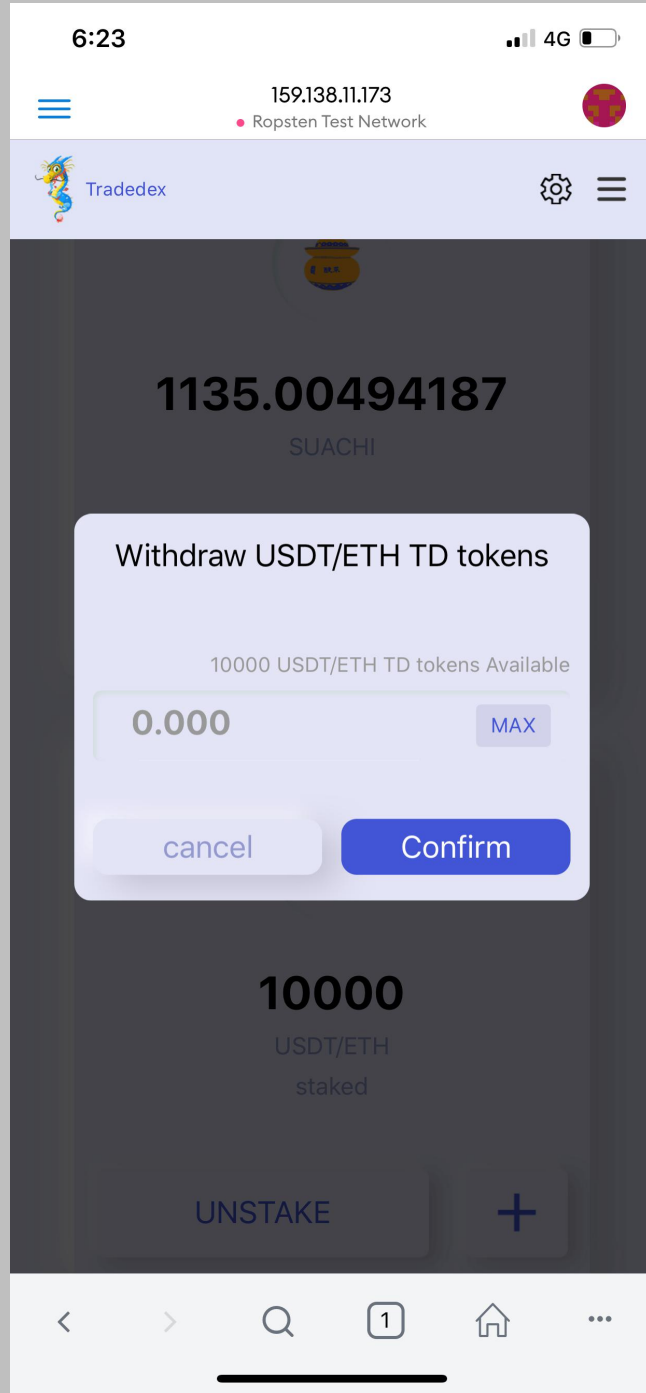 6:23
4G
159.138.11.173
Ropsten Test Network
Tradedex
1135.00494187
SUACHI
Withdraw USDT/ETH TD tokens
10000 USDT/ETH TD tokens Available
0.000
MAX
cancel
Confirm
10000
USDT/ETH
staked
UNSTAKE
1